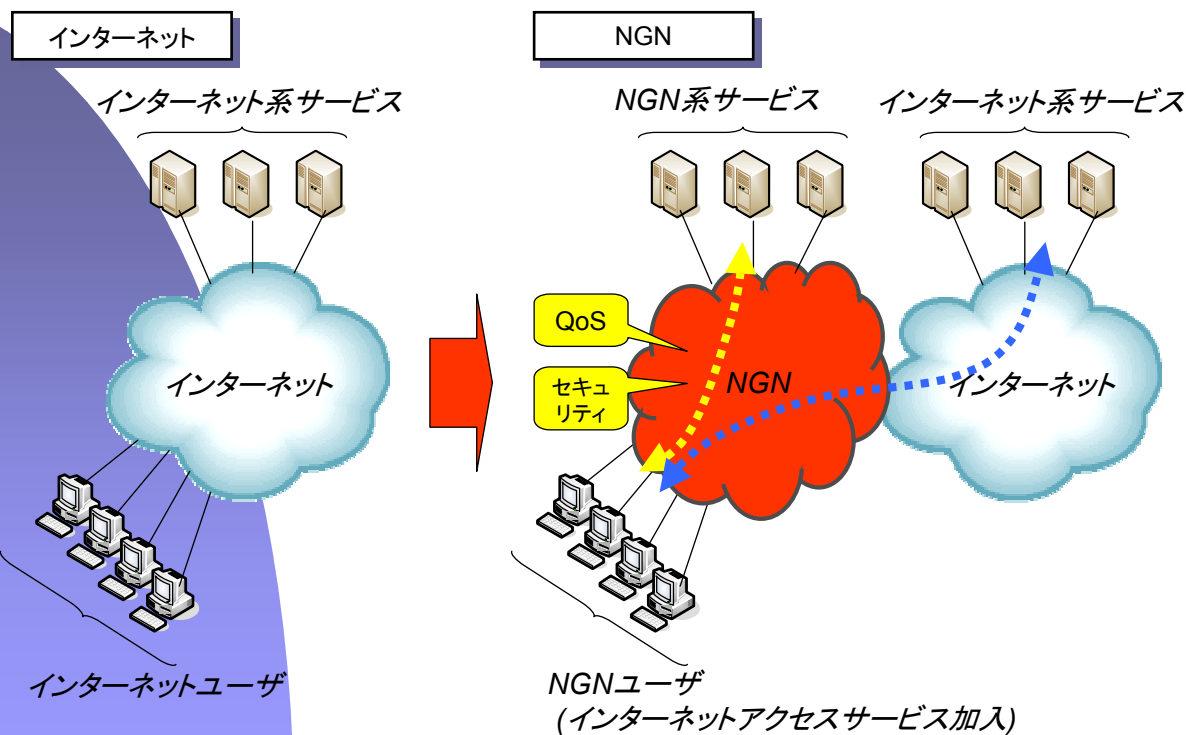 インターネット
NGN
インターネット系サービス
NGN系サービス
インターネット系サービス
QoS
セキュ
リティ
インターネット
NGN
インターネット
インターネットユーザ
NGNユーザ
(インターネットアクセスサービス加入)